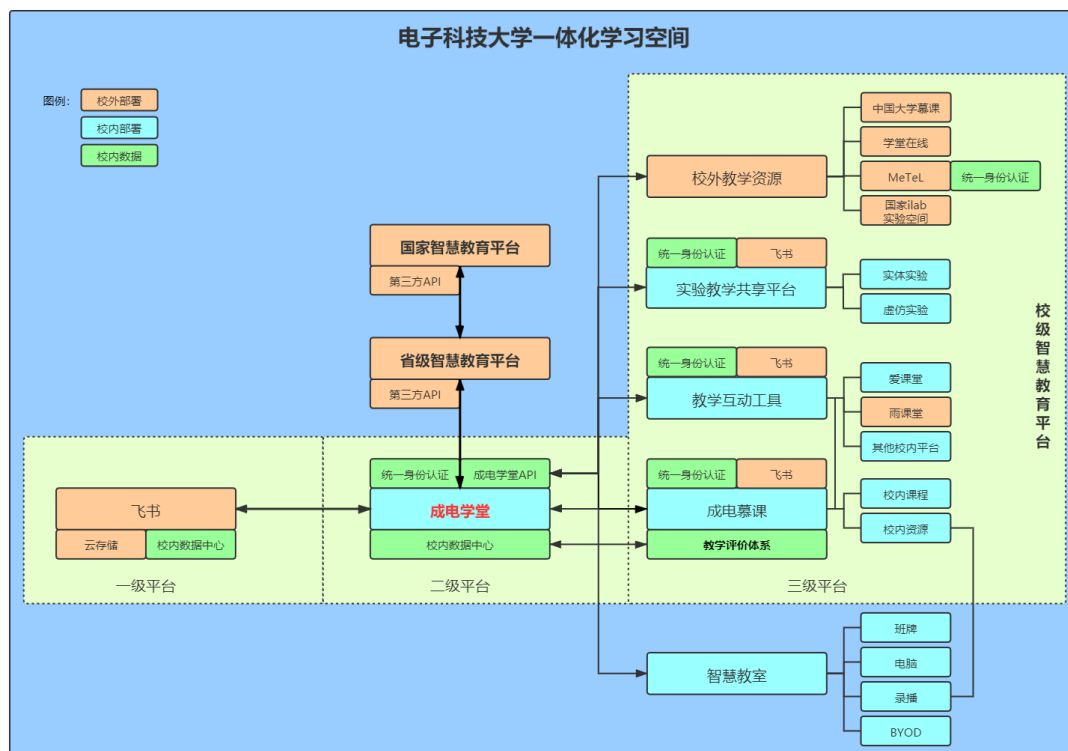 电子科技大学一体化学习空间
图例：
校外部署
校内部署
校内数据
国家智慧教育平台
第三方API
省级智慧教育平台
第三方API
飞书
云存储
校内数据中心
一级平台
统一身份认证
成电学堂API
成电学堂
校内数据中心
二级平台
校外教学资源
中国大学慕课
学堂在线
MeTeL
统一身份认证
国家ilab
实验空间
统一身份认证
飞书
实验教学共享平台
实体实验
虚仿实验
统一身份认证
飞书
教学互动工具
爱课堂
雨课堂
其他校内平台
统一身份认证
飞书
成电慕课
教学评价体系
校内课程
校内资源
三级平台
校级智慧教育平台
智慧教室
班牌
电脑
录播
BYOD